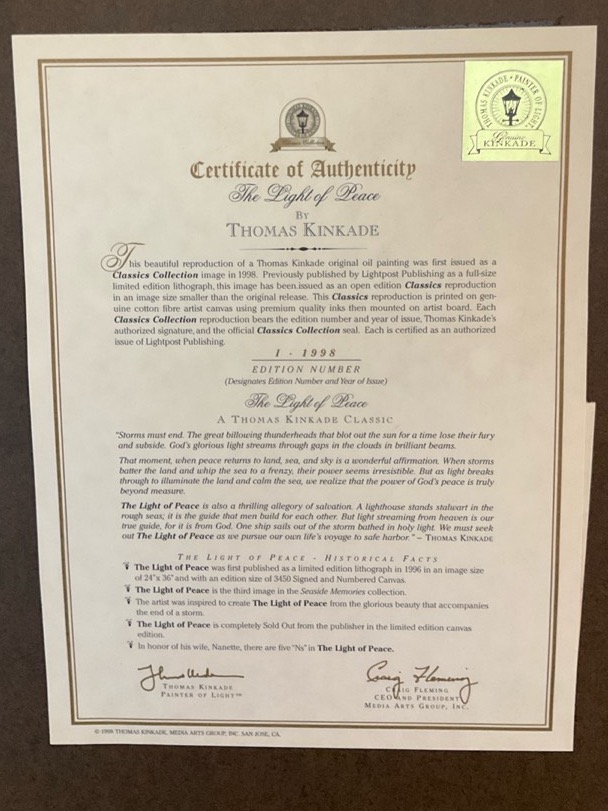 THOMAS KINKADE • PAINTER OF LIGHT
Genuine
KINKADE
Certificate of Authenticity
The Light of Peace
BY
THOMAS KINKADE
This beautiful reproduction of a Thomas Kinkade original oil painting was first issued as a
Classics Collection image in 1998. Previously published by Lightpost Publishing as a full-size
limited edition lithograph, this image has been issued as an open edition Classics reproduction
in an image size smaller than the original release. This Classics reproduction is printed on gen-
uine cotton fibre artist canvas using premium quality inks then mounted on artist board. Each
Classics Collection reproduction bears the edition number and year of issue, Thomas Kinkade's
authorized signature, and the official Classics Collection seal. Each is certified as an authorized
issue of Lightpost Publishing.
1 - 1998
EDITION NUMBER
(Designates Edition Number and Year of Issue)
The Light of Peace
A THOMAS KINKADE CLASSIC
"Storms must end. The great billowing thunderheads that blot out the sun for a time lose their fury
and subside. God's glorious light streams through gaps in the clouds in brilliant beams.
That moment, when peace returns to land, sea, and sky is a wonderful confirmation. When storms
batter the land and whip the sea to a frenzy, their power seems irresistible. But as light breaks
through to illuminate the land and calm the sea, we realize that the power of God's peace is truly
beyond measure.
The Light of Peace is also a thrilling allegory of salvation. A lighthouse stands stalwart in the
rough seas; it is the guide that men build for each other. But light streaming from heaven is our
true guide, for it is from God. One ship sails out of the storm bathed in holy light. We must seek
out The Light of Peace as we pursue our own life's voyage to safe harbor." – THOMAS KINKADE
THE LIGHT OF PEACE - HISTORICAL FACTS
The Light of Peace was first published as a limited edition lithograph in 1996 in an image size
of 24"x 36" and with an edition size of 3450 Signed and Numbered Canvas.
The Light of Peace is the third image in the Seaside Memories collection.
The artist was inspired to create The Light of Peace from the glorious beauty that accompanies
the end of a storm.
The Light of Peace is completely Sold Out from the publisher in the limited edition canvas
edition.
In honor of his wife, Nanette, there are five "Ns" in The Light of Peace.
THOMAS KINKADE
PAINTER OF LIGHT™
Craig Fleming
CRAIG FLEMING
CEO AND PRESIDENT
MEDIA ARTS GROUP, INC.
© 1998 THOMAS KINKADE, MEDIA ARTS GROUP, INC. SAN JOSE, CA.